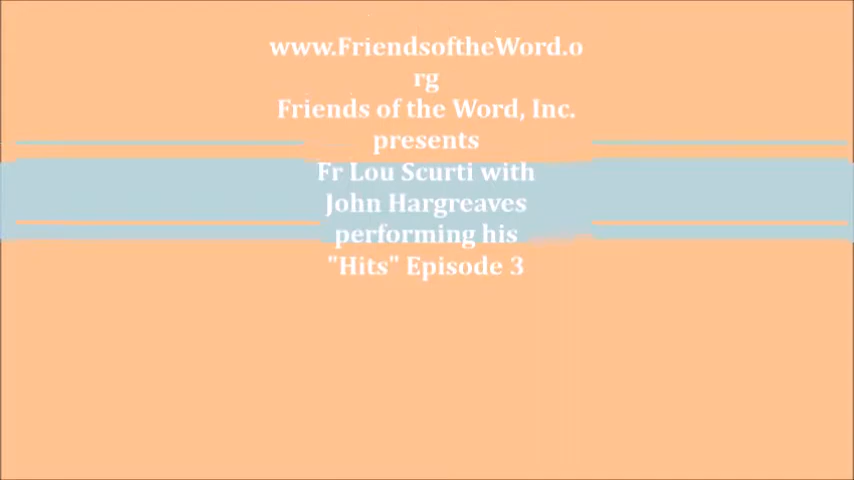 www.FriendsoftheWord.o
rg
Friends of the Word, Inc.
presents
Fr Lou Scurti with
John Hargreaves
performing his
"Hits" Episode 3